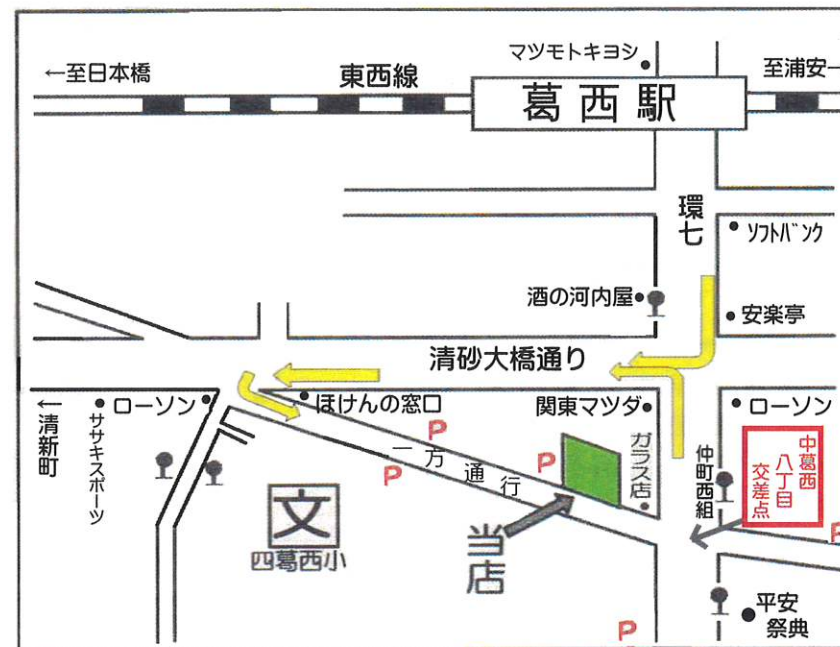 マツモトキヨシ
←至日本橋
東西線
至浦安
葛西駅
環七
ソフトバンク
酒の河内屋
安楽亭
清砂大橋通り
←清新町
ササキスポーツ
ローソン
ほけんの窓口
関東マツダ
ローソン
P
P
一方通行
P
ガラス店
仲町西組
中葛西
八丁目
交差点
P
文
四葛西小
当店
平安
祭典
P